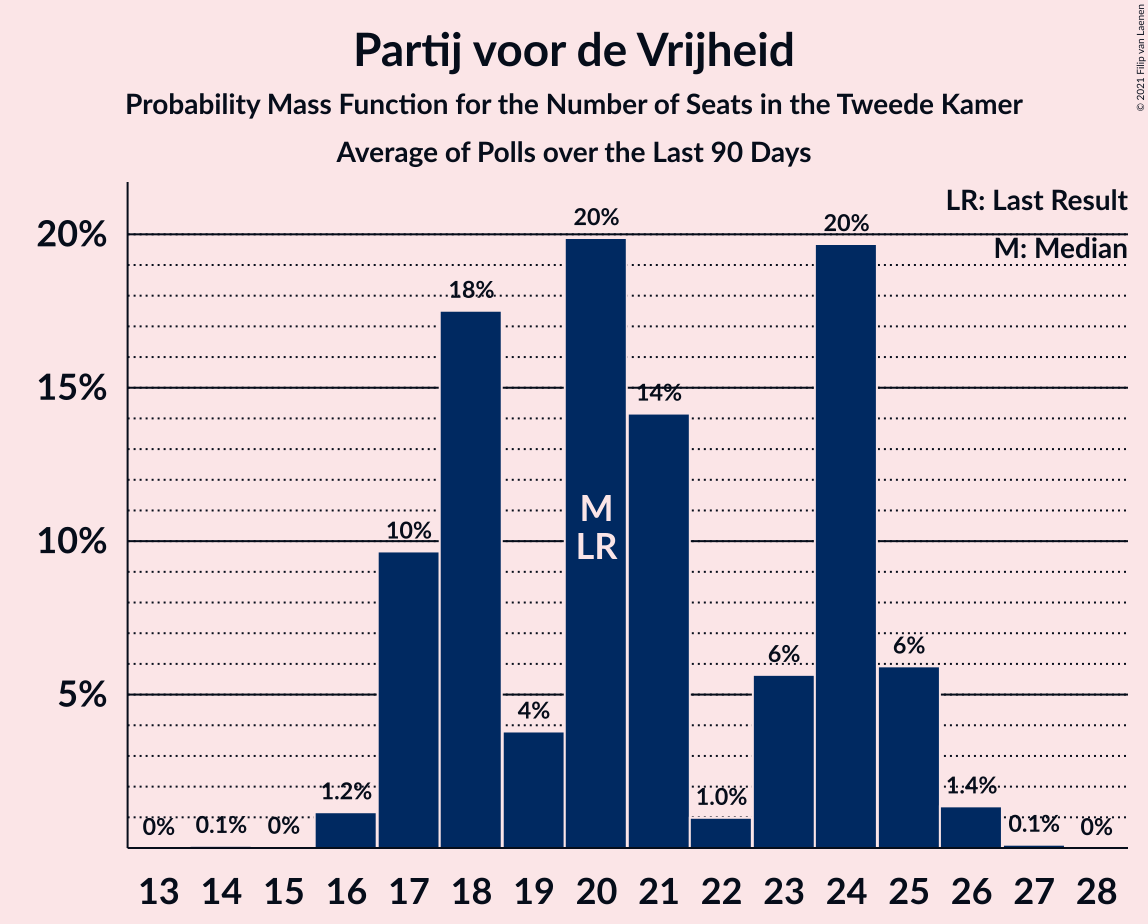 Partij voor de Vrijheid
Probability Mass Function for the Number of Seats in the Tweede Kamer
Average of Polls over the Last 90 Days
© 2021 Filip van Laenen
LR: Last Result
M: Median
20%
15%
10%
5%
0%
0.1%
0%
1.2%
10%
18%
4%
20%
14%
1.0%
6%
20%
6%
1.4%
0.1%
0%
M
LR
13 14 15 16 17 18 19 20 21 22 23 24 25 26 27 28